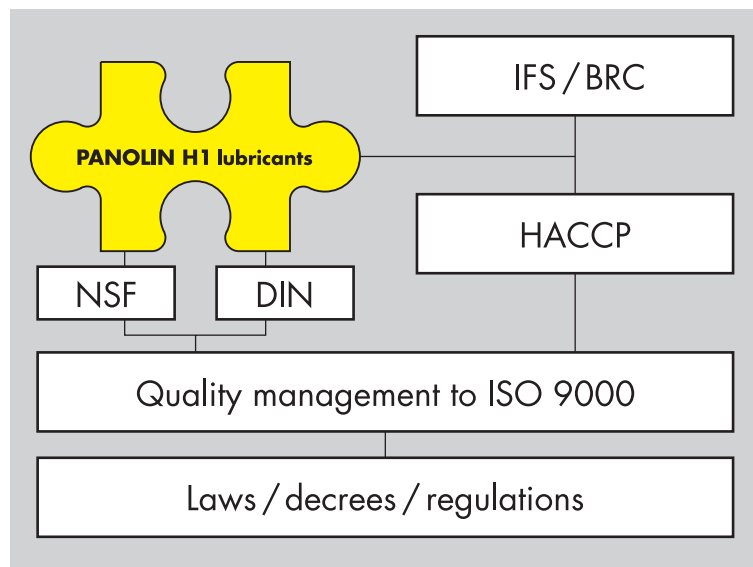 IFS / BRC
PANOLIN H1 lubricants
HACCP
NSF
DIN
Quality management to ISO 9000
Laws / decrees / regulations